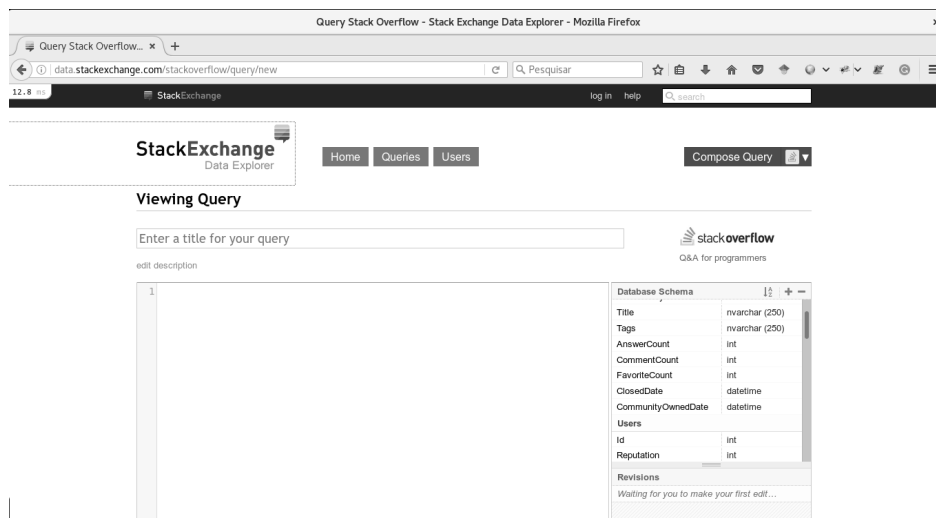 Query Stack Overflow - Stack Exchange Data Explorer - Mozilla Firefox
Query Stack Overflow... × +
data.stackexchange.com/stackoverflow/query/new
Pesquisar
12.8 ms
StackExchange
log in help search
StackExchange
Data Explorer
Home Queries Users
Compose Query
Viewing Query
Enter a title for your query
edit description
stackoverflow
Q&A for programmers
1
Database Schema
Title nvarchar (250)
Tags nvarchar (250)
AnswerCount int
CommentCount int
FavoriteCount int
ClosedDate datetime
CommunityOwnedDate datetime
Users
Id int
Reputation int
Revisions
Waiting for you to make your first edit...